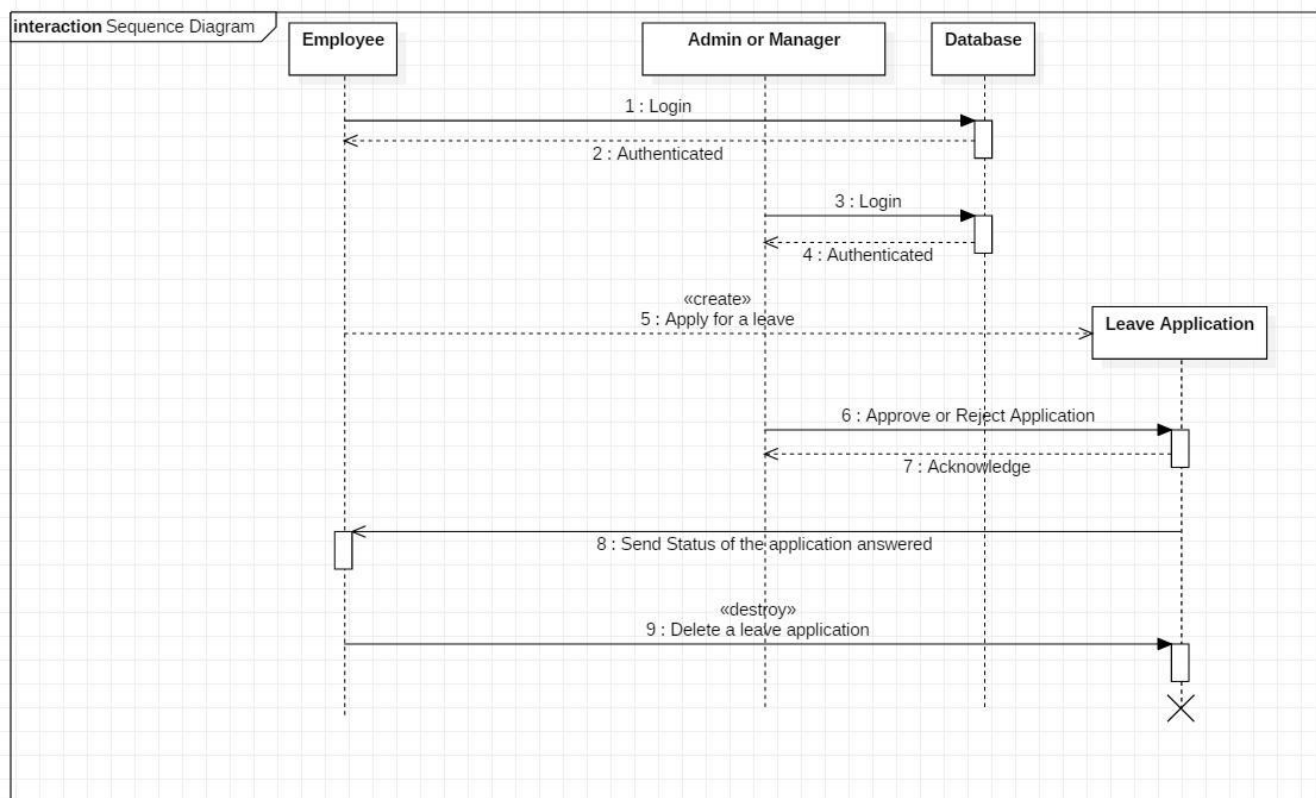 interaction Sequence Diagram
Employee
Admin or Manager
Database
1 : Login
2 : Authenticated
3 : Login
4 : Authenticated
«create»
5 : Apply for a leave
Leave Application
6 : Approve or Reject Application
7 : Acknowledge
8 : Send Status of the application answered
«destroy»
9 : Delete a leave application